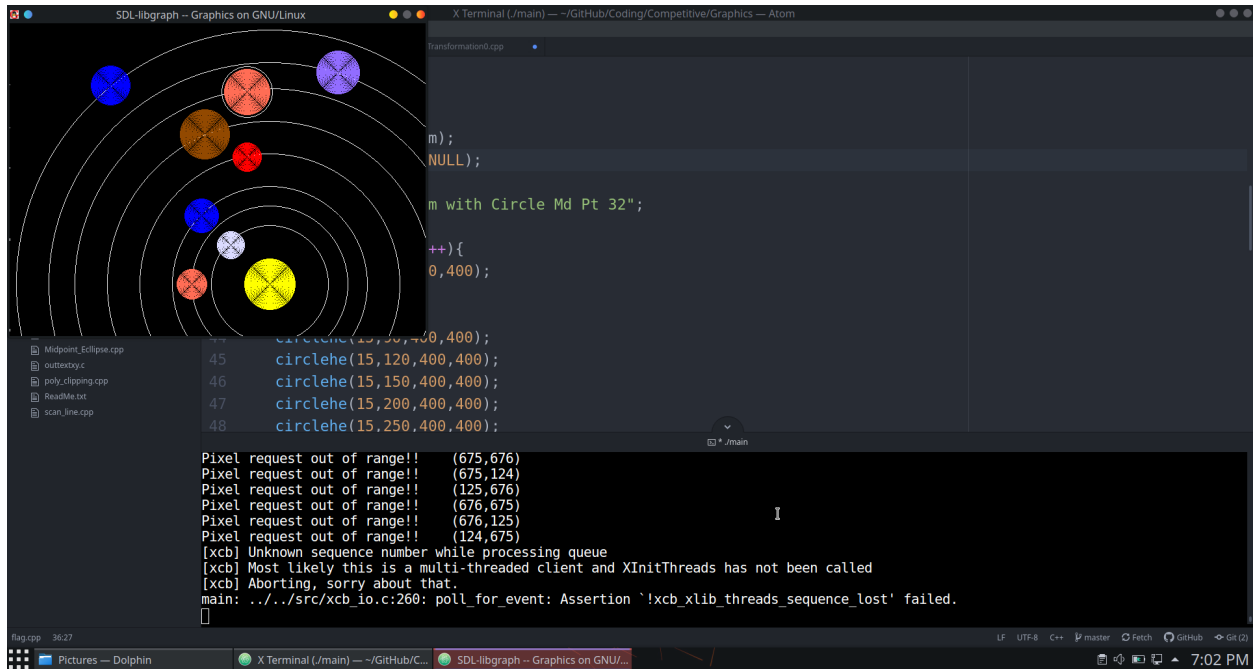 SDL-libgraph -- Graphics on GNU/Linux
X Terminal (./main) — ~/GitHub/Coding/Competitive/Graphics — Atom
Transformation0.cpp
m);
NULL);
m with Circle Md Pt 32";
++){
0,400);
44 circlehe(15,90,400,400);
45 circlehe(15,120,400,400);
46 circlehe(15,150,400,400);
47 circlehe(15,200,400,400);
48 circlehe(15,250,400,400);
Midpoint_Ecllipse.cpp
outtextxy.c
poly_clipping.cpp
ReadMe.txt
scan_line.cpp
* ./main
Pixel request out of range!! (675,676)
Pixel request out of range!! (675,124)
Pixel request out of range!! (125,676)
Pixel request out of range!! (676,675)
Pixel request out of range!! (676,125)
Pixel request out of range!! (124,675)
[xcb] Unknown sequence number while processing queue
[xcb] Most likely this is a multi-threaded client and XInitThreads has not been called
[xcb] Aborting, sorry about that.
main: ../../src/xcb_io.c:260: poll_for_event: Assertion `!xcb_xlib_threads_sequence_lost' failed.
flag.cpp 36:27
LF UTF-8 C++ master Fetch GitHub Git (2)
Pictures — Dolphin
X Terminal (./main) — ~/GitHub/C...
SDL-libgraph -- Graphics on GNU/...
7:02 PM